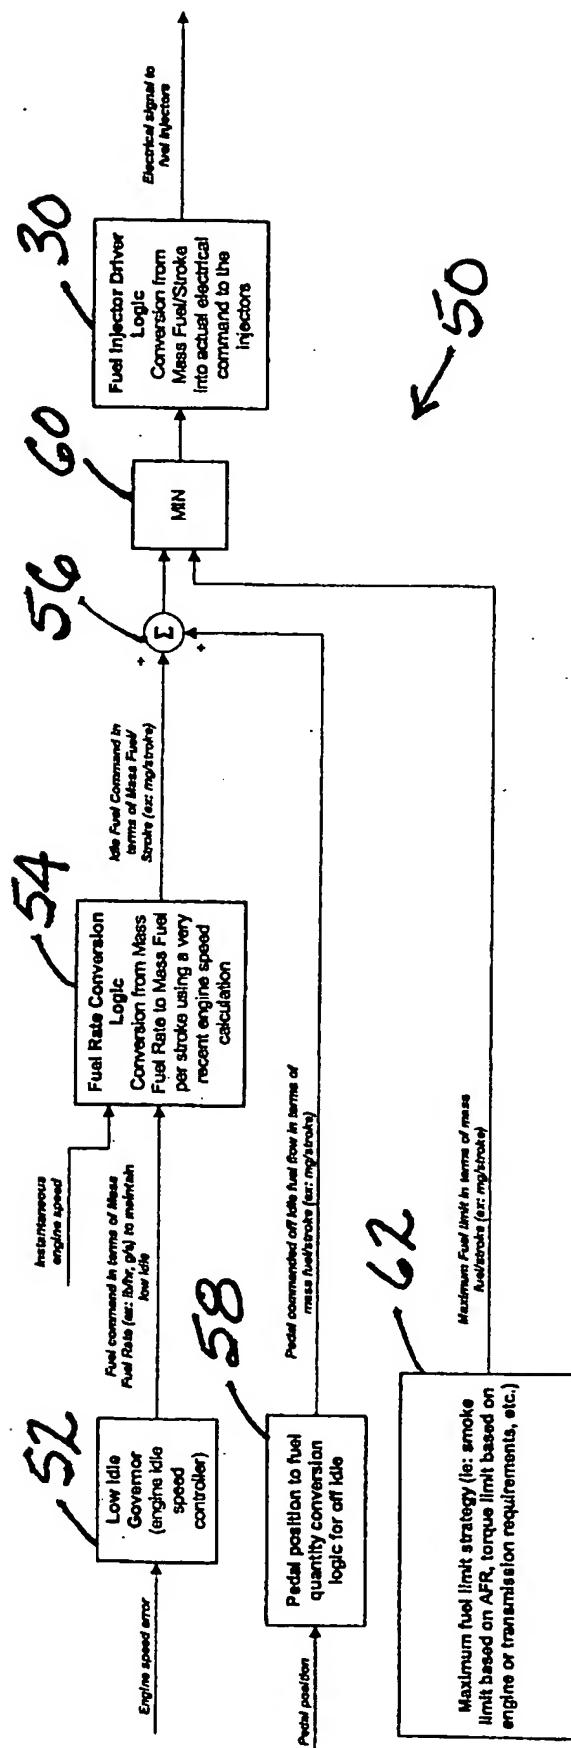 Engine speed error
52
Low Idle
Governor
(engine idle
speed
controller)
Fuel command in terms of Mass
Fuel Rate (ex: lb/hr, g/s) to maintain
low idle
Instantaneous
engine speed
54
Fuel Rate Conversion
Logic
Conversion from Mass
Fuel Rate to Mass Fuel
per stroke using a very
recent engine speed
calculation
Idle Fuel Command in
terms of Mass Fuel/
Stroke (ex: mg/stroke)
56
+
Σ
+
60
MIN
30
Fuel Injector Driver
Logic
Conversion from
Mass Fuel/Stroke
into actual electrical
command to the
injectors
Electrical signal to
fuel injectors
Pedal position
58
Pedal position to fuel
quantity conversion
logic for off idle
Pedal commanded off idle fuel flow in terms of
mass fuel/stroke (ex: mg/stroke)
62
Maximum fuel limit strategy (ie: smoke
limit based on AFR, torque limit based on
engine or transmission requirements, etc.)
Maximum Fuel limit in terms of mass
fuel/stroke (ex: mg/stroke)
50